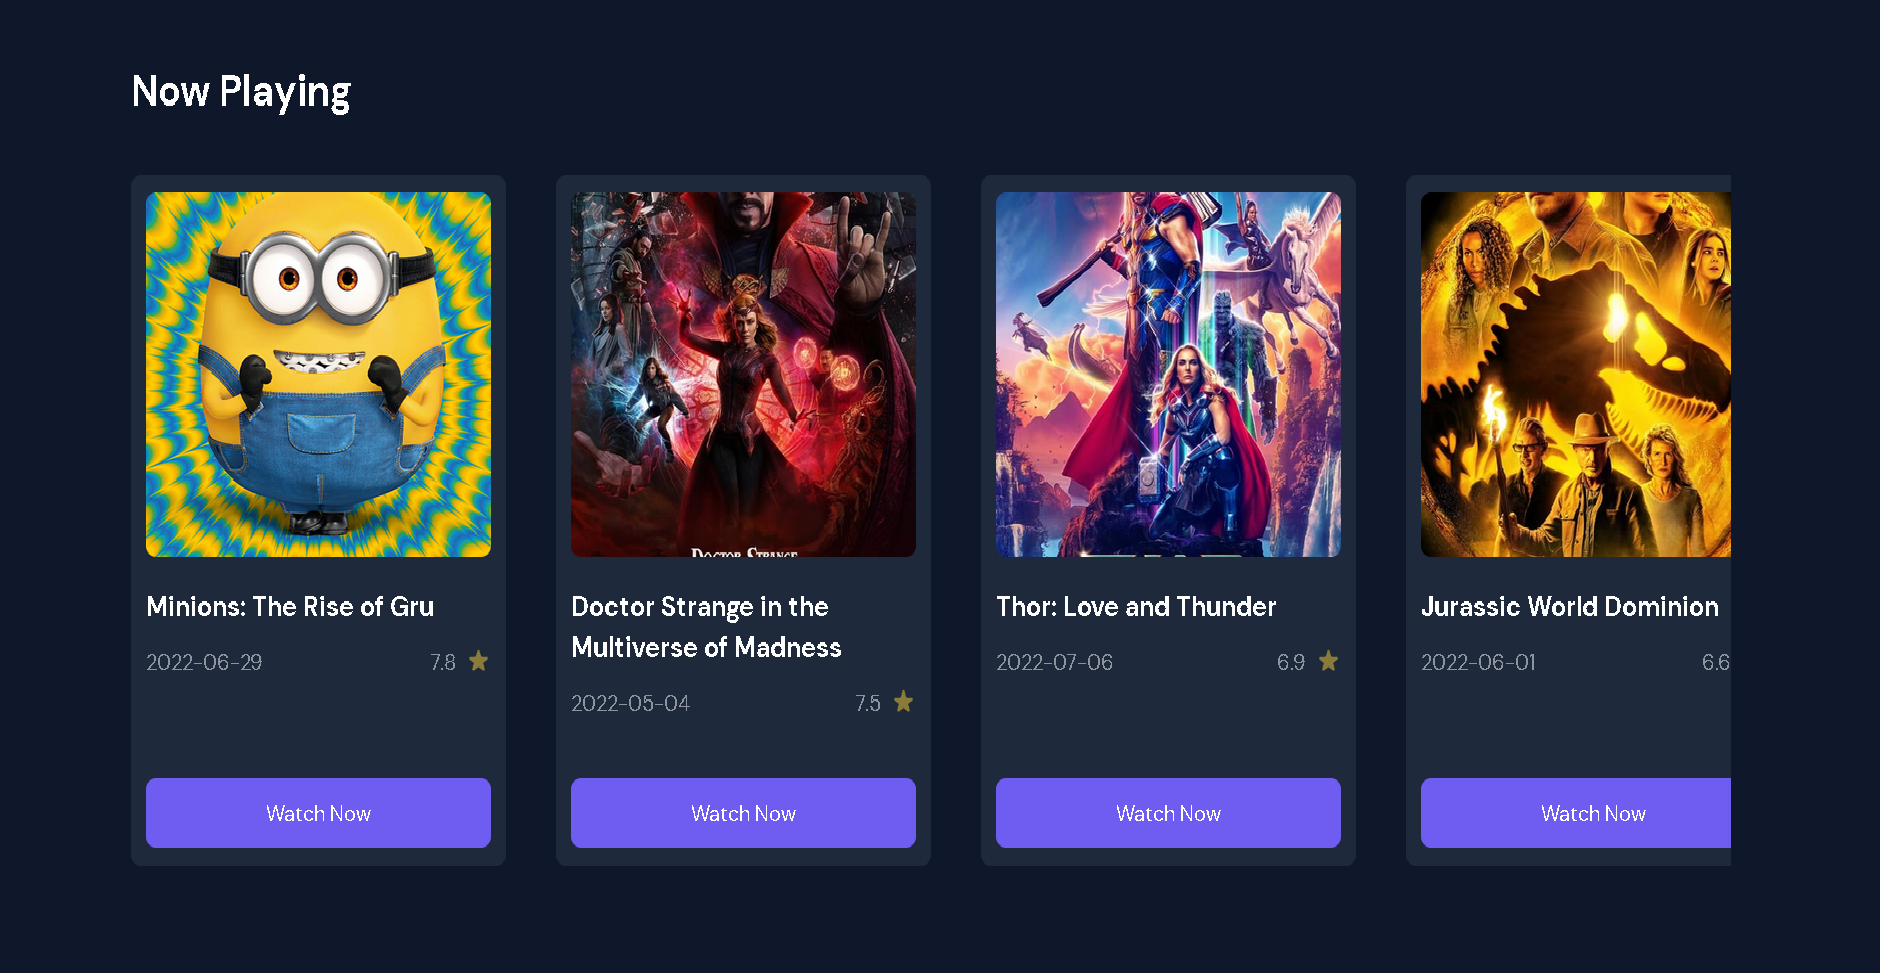 Now Playing
DOCTOR STRANGE
Minions: The Rise of Gru
2022-06-29 7.8
Watch Now
Doctor Strange in the
Multiverse of Madness
2022-05-04 7.5
Watch Now
Thor: Love and Thunder
2022-07-06 6.9
Watch Now
Jurassic World Dominion
2022-06-01 6.6
Watch Now